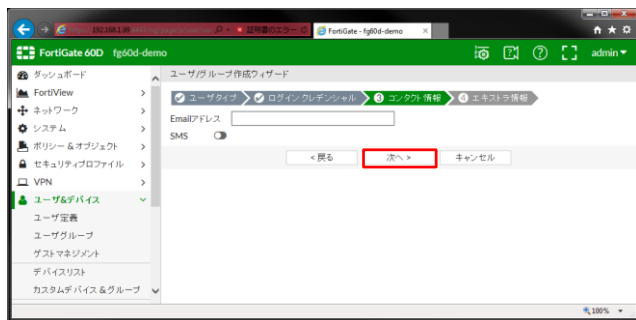 192.168.1.99
証明書のエラー
FortiGate - fg60d-demo
FortiGate 60D fg60d-demo
admin
ダッシュボード
ユーザ/グループ作成ウィザード
FortiView
ネットワーク
システム
ポリシー & オブジェクト
セキュリティプロファイル
VPN
ユーザ&デバイス
ユーザ定義
ユーザグループ
ゲストマネジメント
デバイスリスト
カスタムデバイス & グループ
ユーザタイプ
ログインクレデンシャル
3 コンタクト情報
4 エキストラ情報
Emailアドレス
SMS
< 戻る
次へ >
キャンセル
100%